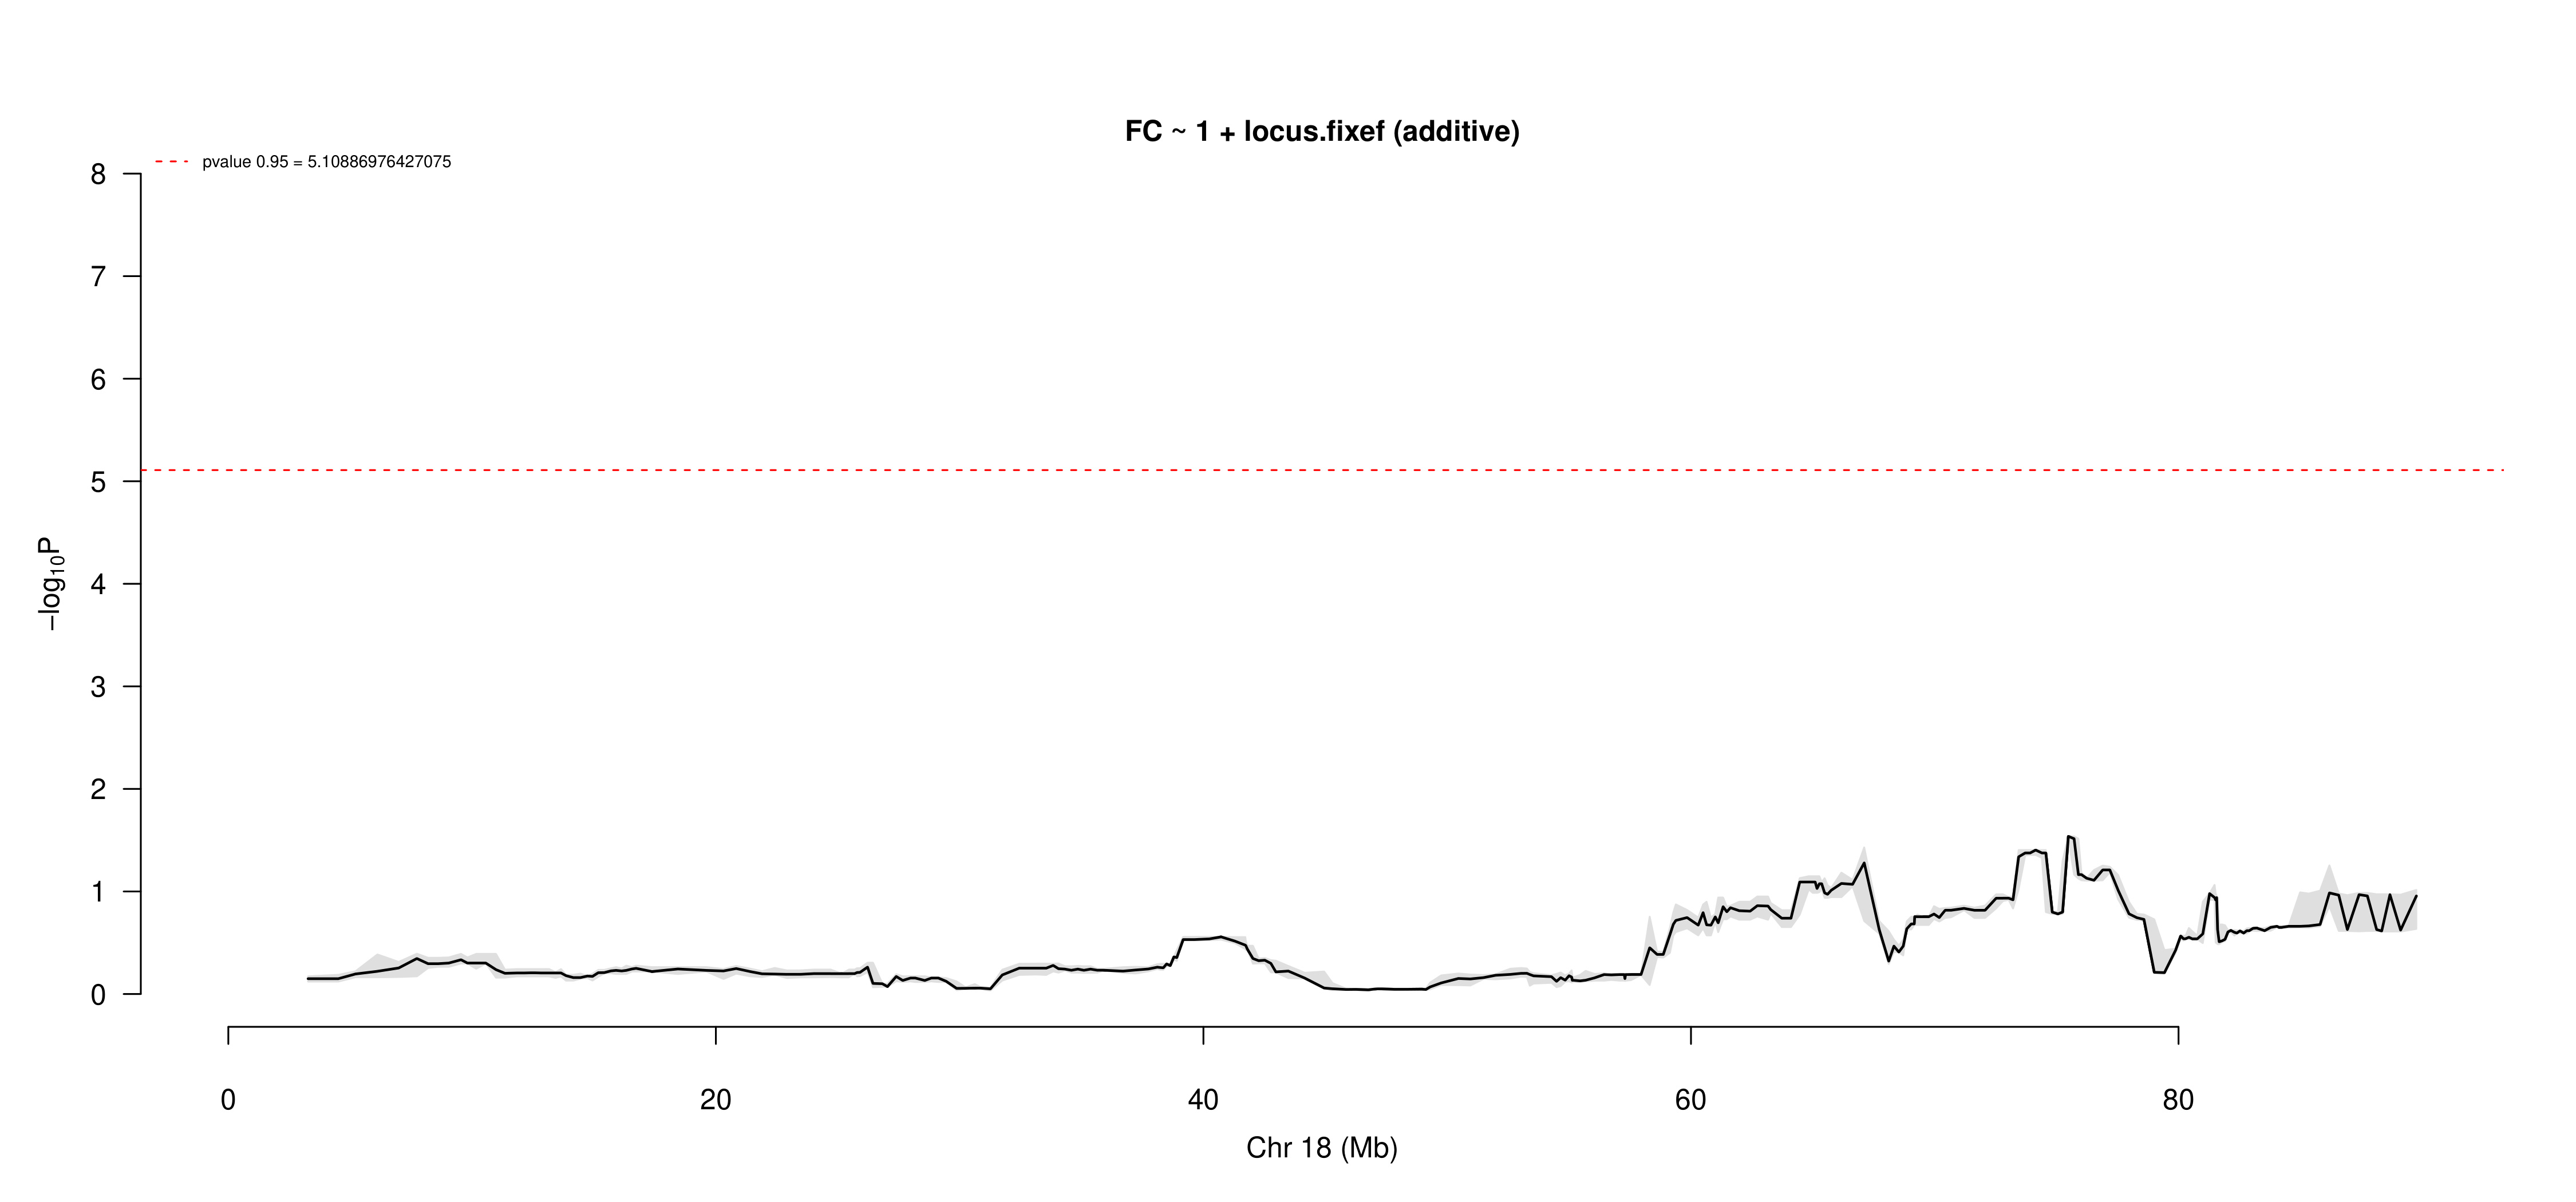 FC ~ 1 + locus.fixef (additive)
pvalue 0.95 = 5.10886976427075
8
7
6
5
4
3
2
1
0
−log10P
0 20 40 60 80
Chr 18 (Mb)